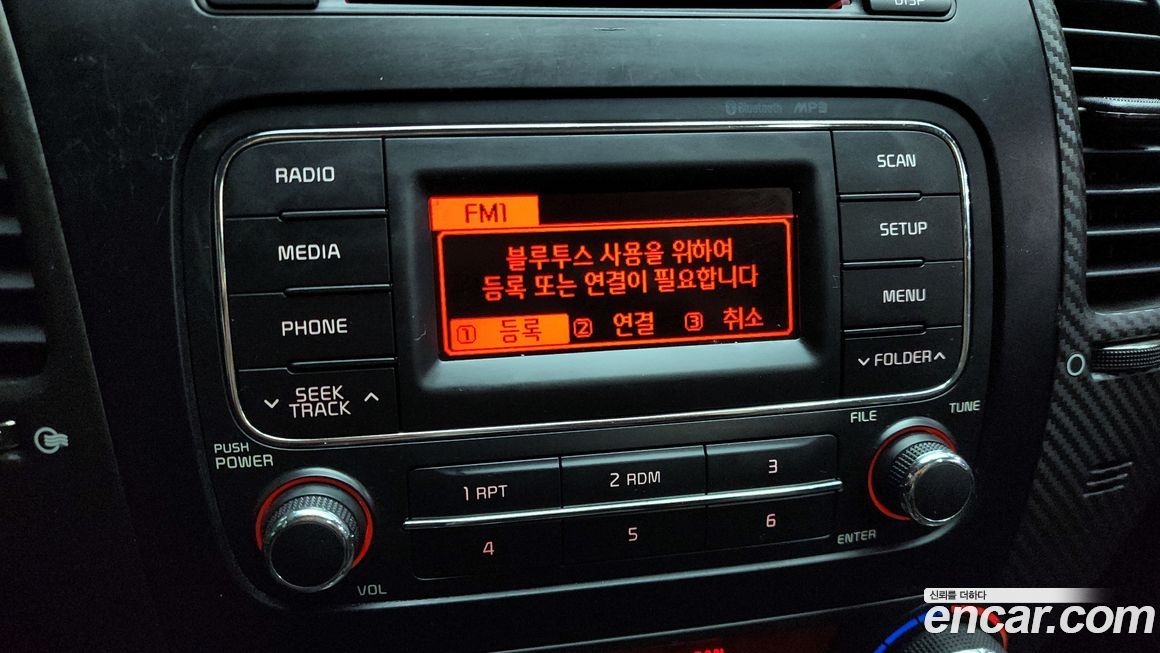 DISP
Bluetooth MP3
RADIO
MEDIA
PHONE
SEEK
TRACK
FM1
블루투스 사용을 위하여
등록 또는 연결이 필요합니다
1 등록 2 연결 3 취소
SCAN
SETUP
MENU
FOLDER
PUSH
POWER
VOL
1 RPT
2 RDM
3
4
5
6
FILE
TUNE
ENTER
신뢰를 더하다
encar.com